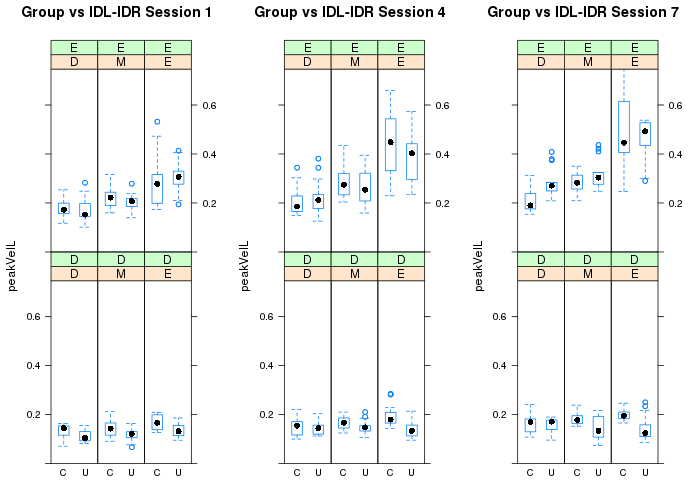 Group vs IDL-IDR Session 1 Group vs IDL-IDR Session 4 Group vs IDL-IDR Session 7
E E E E E E E E E
D M E D M E D M E
0.6 0.6 0.6
0.4 0.4 0.4
0.2 0.2 0.2
peakVelL peakVelL peakVelL
D D D D D D D D D
D M E D M E D M E
0.6 0.6 0.6
0.4 0.4 0.4
0.2 0.2 0.2
C U C U C U C U C U C U C U C U C U